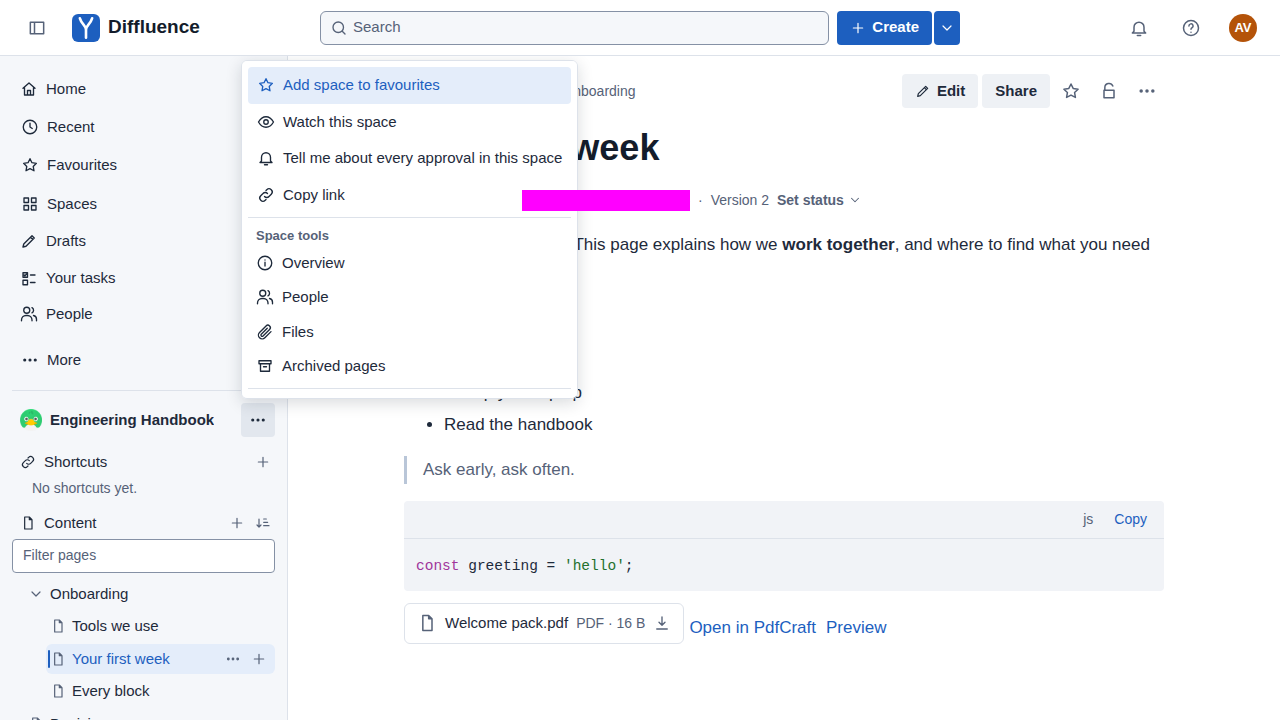 Diffluence
Search
Create
AV
Home
Recent
Favourites
Spaces
Drafts
Your tasks
People
More
Engineering Handbook
Shortcuts
No shortcuts yet.
Content
Filter pages
Onboarding
Tools we use
Your first week
Every block
Add space to favourites
Watch this space
Tell me about every approval in this space
Copy link
Space tools
Overview
People
Files
Archived pages
Edit
Share
week
· Version 2 Set status
This page explains how we work together, and where to find what you need
Read the handbook
Ask early, ask often.
js Copy
const greeting = 'hello';
Welcome pack.pdf PDF · 16 B
Open in PdfCraft Preview